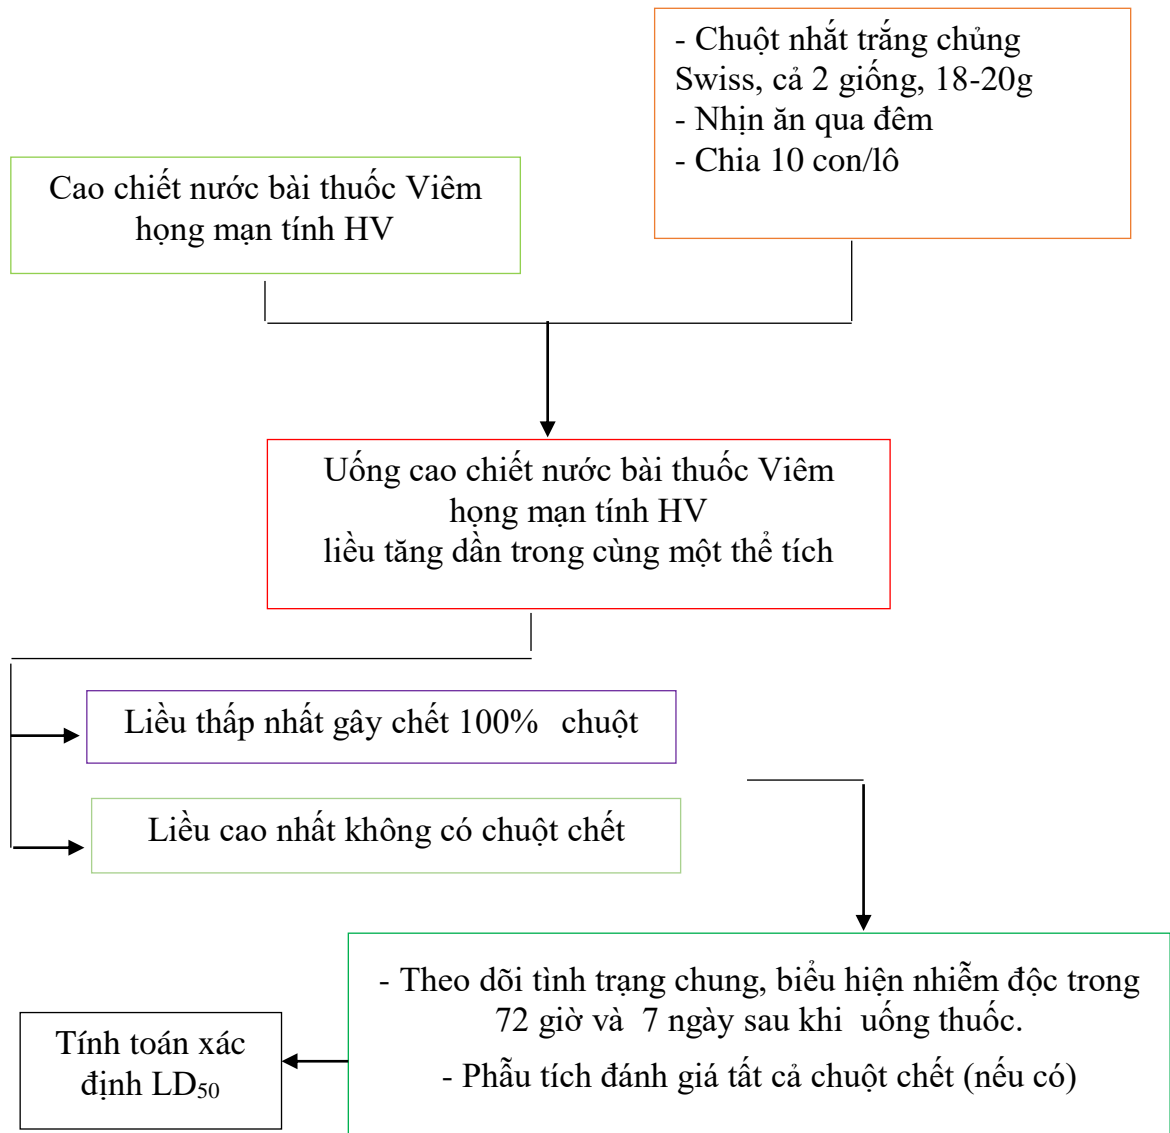 - Chuột nhắt trắng chủng
Swiss, cả 2 giống, 18-20g
- Nhịn ăn qua đêm
- Chia 10 con/lô
Cao chiết nước bài thuốc Viêm
họng mạn tính HV
Uống cao chiết nước bài thuốc Viêm
họng mạn tính HV
liều tăng dần trong cùng một thể tích
Liều thấp nhất gây chết 100% chuột
Liều cao nhất không có chuột chết
- Theo dõi tình trạng chung, biểu hiện nhiễm độc trong
72 giờ và 7 ngày sau khi uống thuốc.
- Phẫu tích đánh giá tất cả chuột chết (nếu có)
Tính toán xác
định LD₅₀